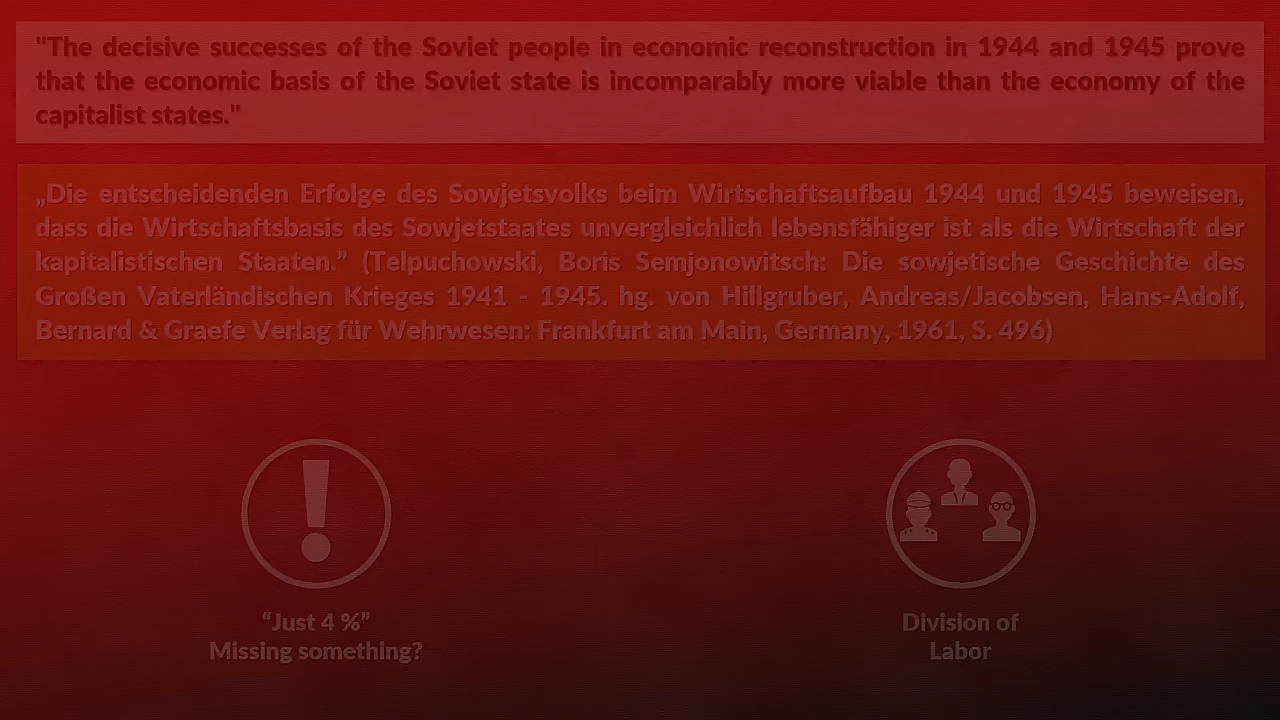 "The decisive successes of the Soviet people in economic reconstruction in 1944 and 1945 prove
that the economic basis of the Soviet state is incomparably more viable than the economy of the
capitalist states."
„Die entscheidenden Erfolge des Sowjetsvolks beim Wirtschaftsaufbau 1944 und 1945 beweisen,
dass die Wirtschaftsbasis des Sowjetstaates unvergleichlich lebensfähiger ist als die Wirtschaft der
kapitalistischen Staaten.” (Telpuchowski, Boris Semjonowitsch: Die sowjetische Geschichte des
Großen Vaterländischen Krieges 1941 - 1945. hg. von Hillgruber, Andreas/Jacobsen, Hans-Adolf,
Bernard & Graefe Verlag für Wehrwesen: Frankfurt am Main, Germany, 1961, S. 496)
“Just 4 %”
Missing something?
Division of
Labor